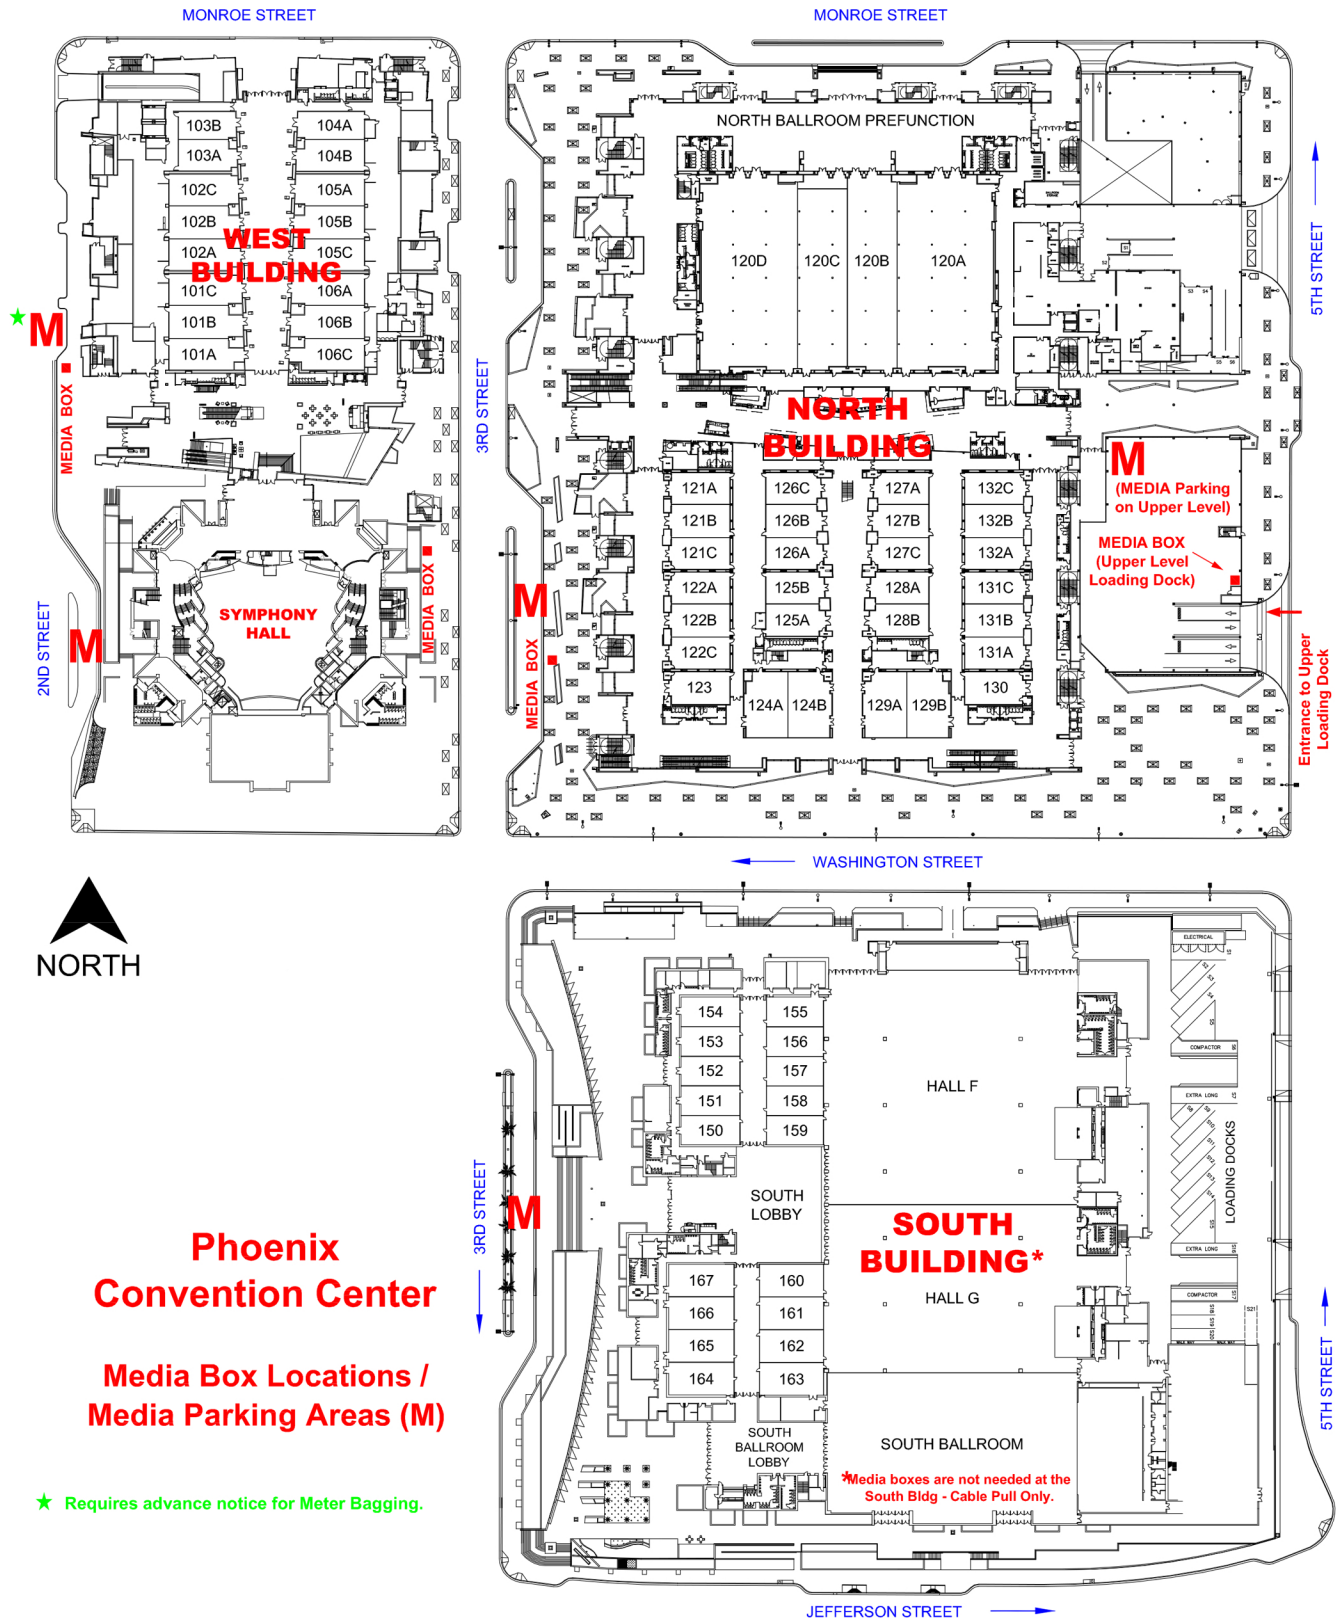 MONROE STREET
MONROE STREET
103B
104A
103A
104B
102C
105A
102B
105B
102A
105C
WEST
BUILDING
101C
106A
101B
106B
101A
106C
M
MEDIA BOX
3RD STREET
SYMPHONY
HALL
MEDIA BOX
M
2ND STREET
NORTH BALLROOM PREFUNCTION
120D
120C
120B
120A
5TH STREET
NORTH
BUILDING
121A
126C
127A
132C
121B
126B
127B
132B
121C
126A
127C
132A
122A
125B
128A
131C
122B
125A
128B
131B
122C
131A
123
124A
124B
129A
129B
130
M
MEDIA BOX
M
(MEDIA Parking
on Upper Level)
MEDIA BOX
(Upper Level
Loading Dock)
Entrance to Upper
Loading Dock
WASHINGTON STREET
NORTH
ELECTRICAL
154
155
153
156
152
157
151
158
150
159
HALL F
COMPACTOR
EXTRA LONG
LOADING DOCKS
EXTRA LONG
COMPACTOR
3RD STREET
M
SOUTH
LOBBY
SOUTH
BUILDING*
HALL G
167
160
166
161
165
162
164
163
SOUTH
BALLROOM
LOBBY
SOUTH BALLROOM
*Media boxes are not needed at the
South Bldg - Cable Pull Only.
5TH STREET
JEFFERSON STREET
Phoenix
Convention Center
Media Box Locations /
Media Parking Areas (M)
★ Requires advance notice for Meter Bagging.